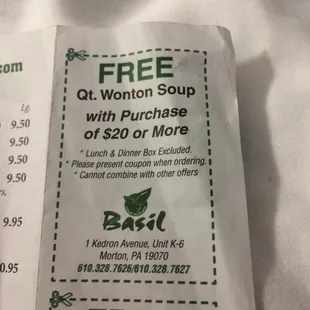 com
Lg.
9.50
9.50
9.50
9.50
9.95
0.95
FREE
Qt. Wonton Soup
with Purchase
of $20 or More
* Lunch & Dinner Box Excluded.
* Please present coupon when ordering.
* Cannot combine with other offers
Basil
1 Kedron Avenue, Unit K-6
Morton, PA 19070
610.328.7626/610.328.7627